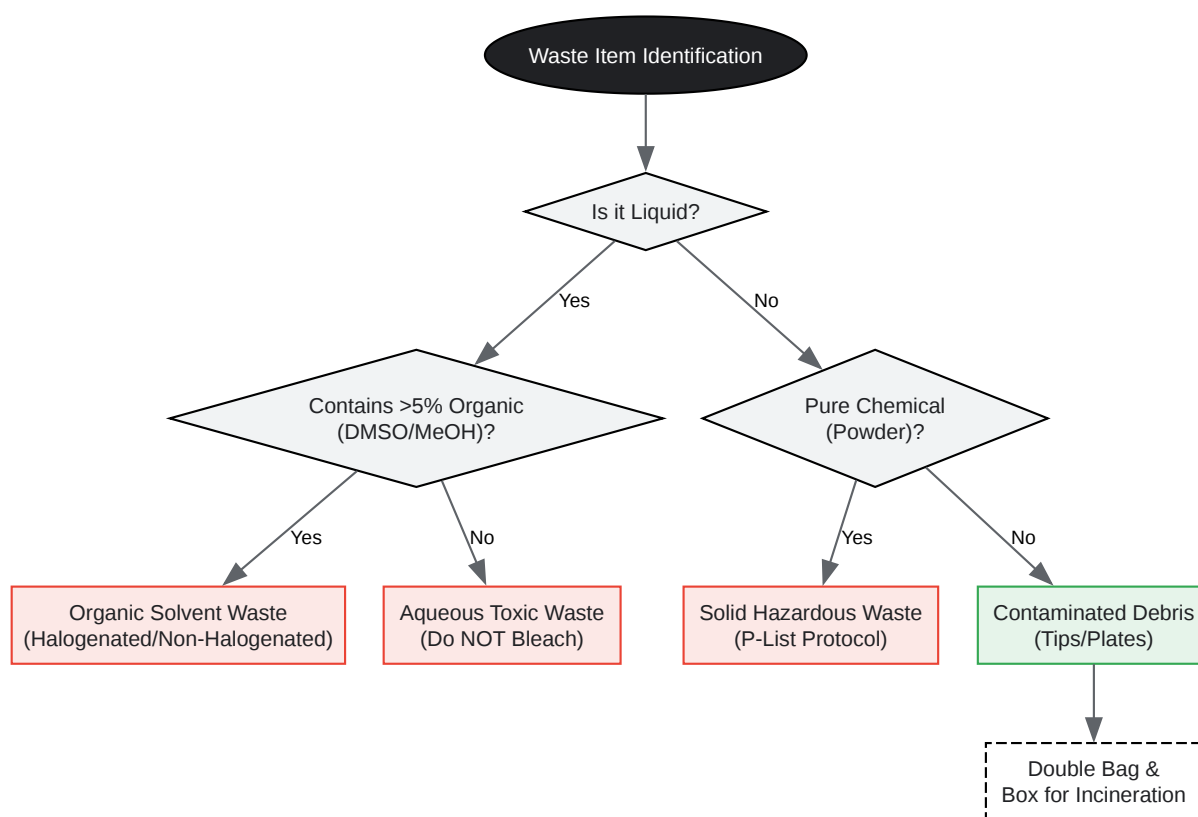 Waste Item Identification
Is it Liquid?
Yes
No
Contains >5% Organic
(DMSO/MeOH)?
Pure Chemical
(Powder)?
Yes
No
Yes
No
Organic Solvent Waste
(Halogenated/Non-Halogenated)
Aqueous Toxic Waste
(Do NOT Bleach)
Solid Hazardous Waste
(P-List Protocol)
Contaminated Debris
(Tips/Plates)
Double Bag &
Box for Incineration